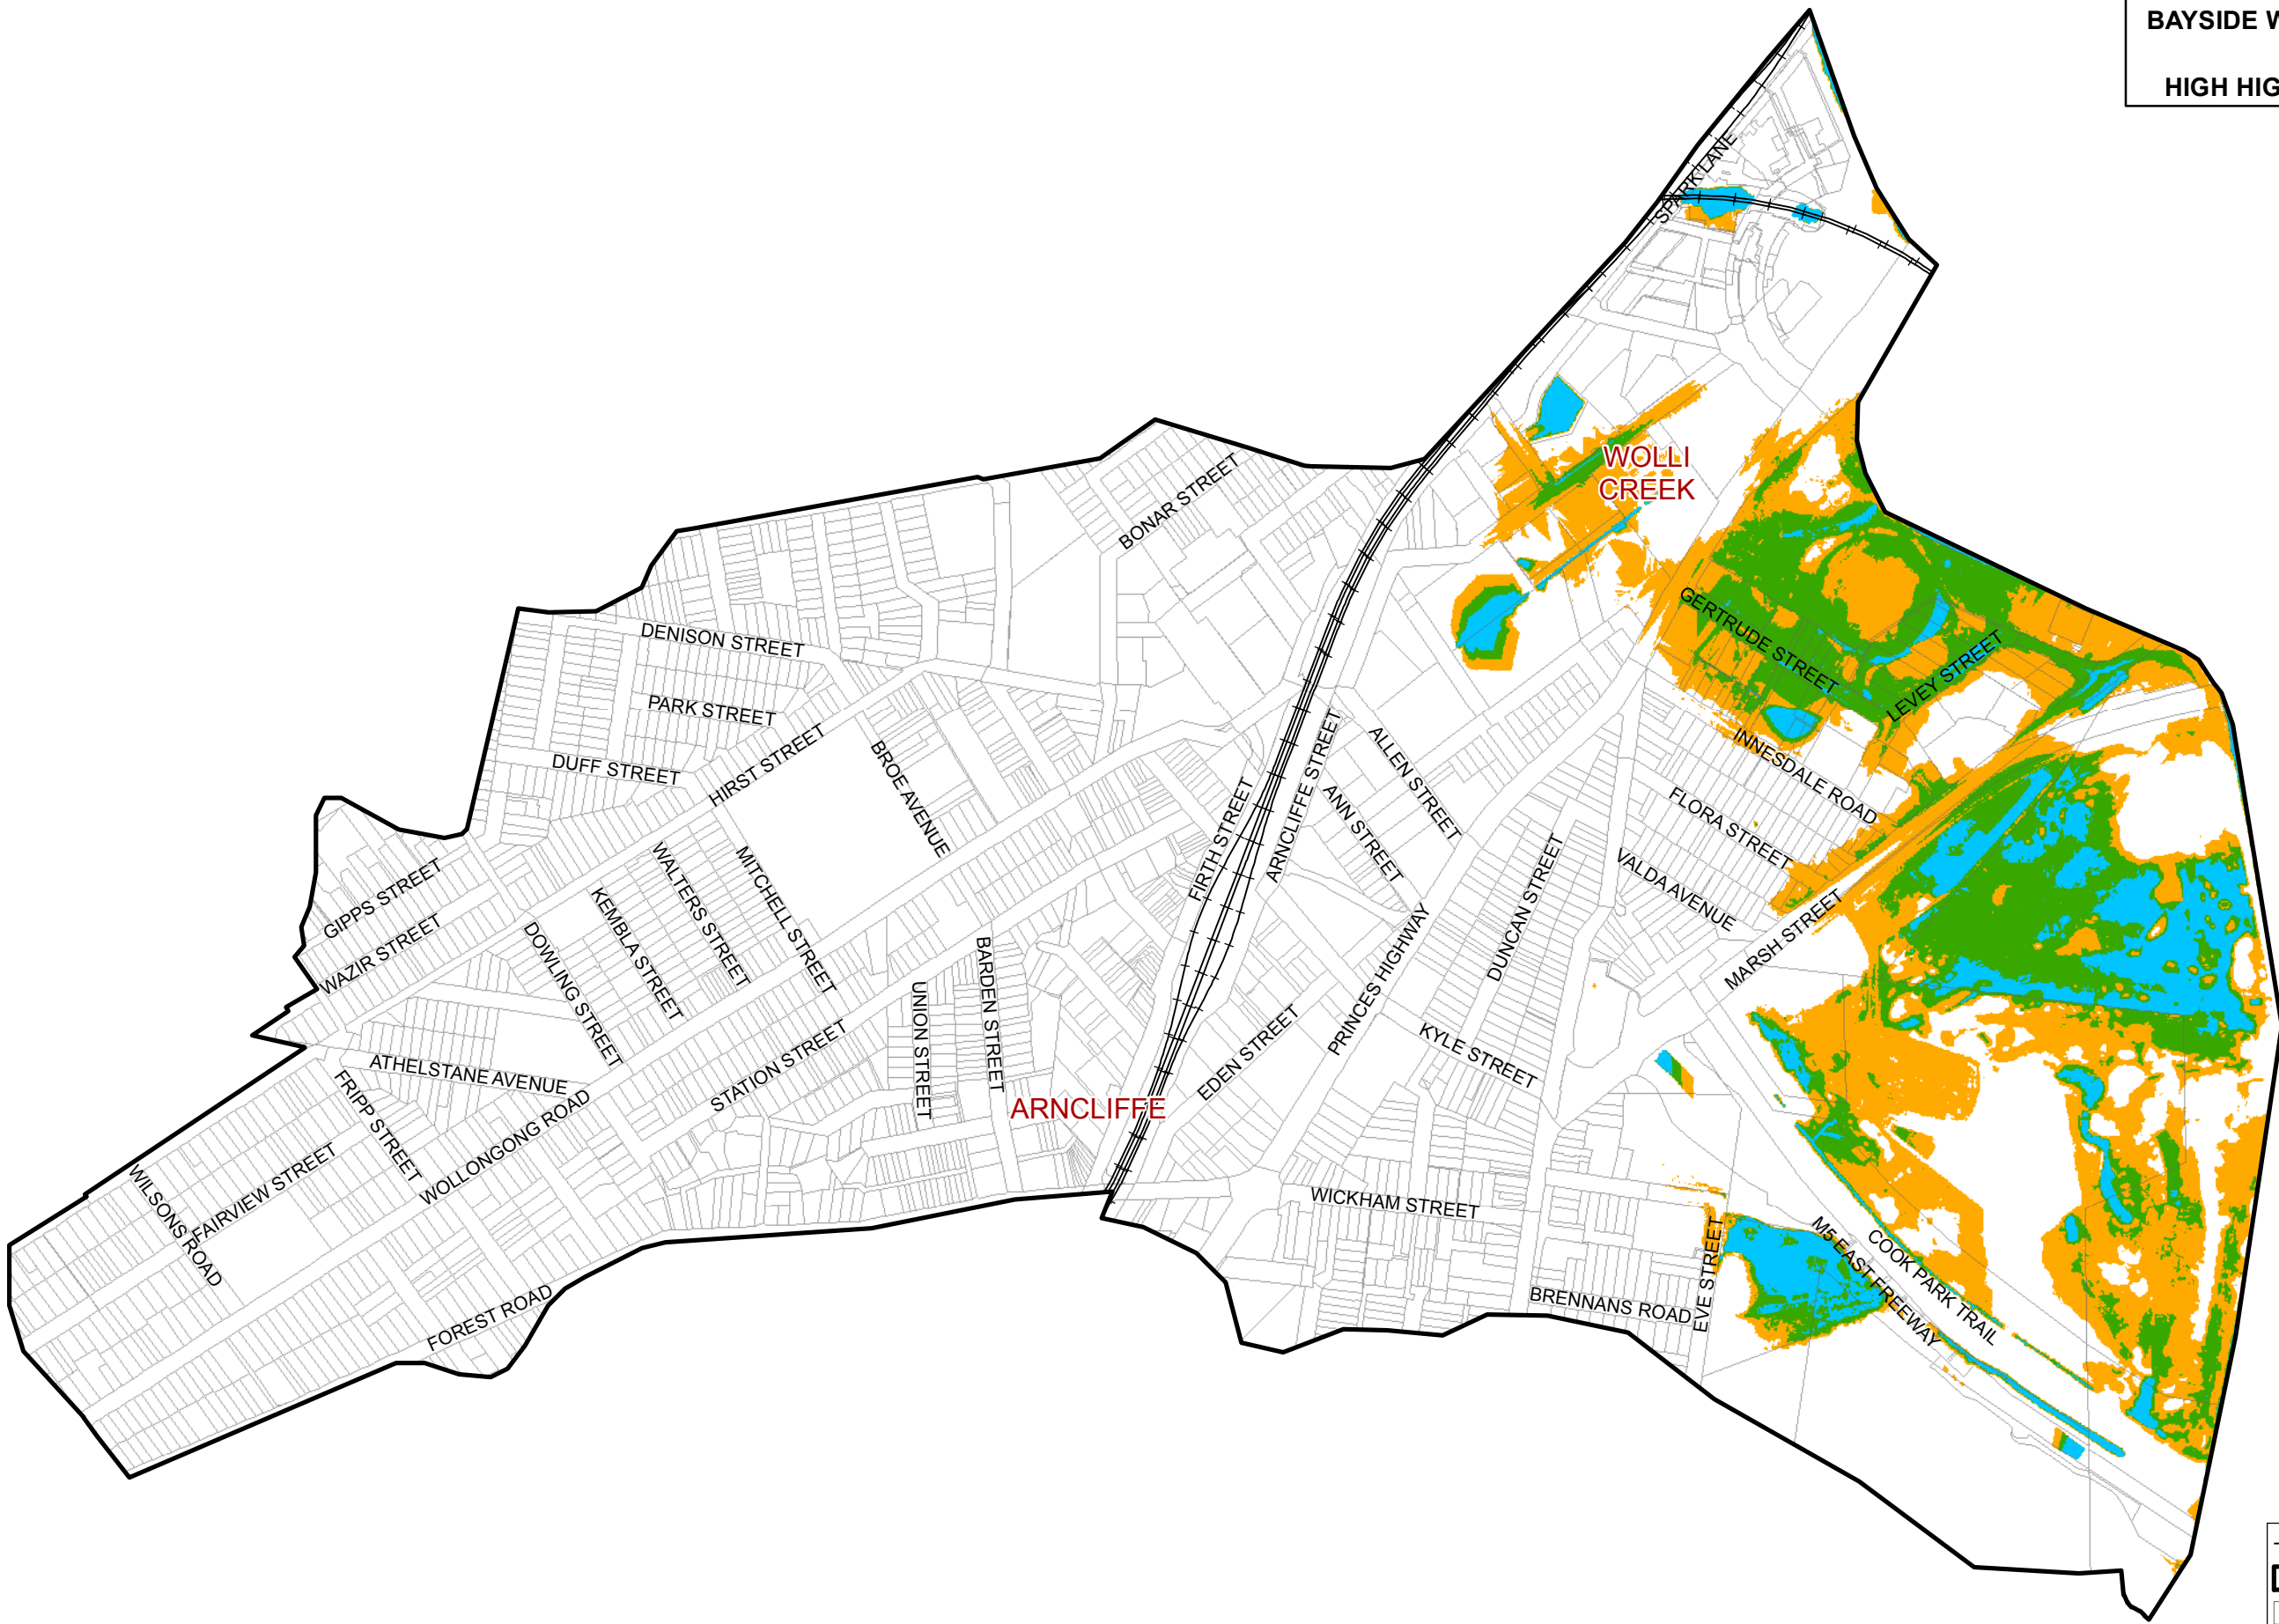 BAYSIDE W
HIGH HIG
SPARK LANE
WOLLI
CREEK
BONAR STREET
GERTRUDE STREET
LEVEY STREET
DENISON STREET
PARK STREET
DUFF STREET
HIRST STREET
BROE AVENUE
ALLEN STREET
INNESDALE ROAD
FLORA STREET
ANN STREET
ARNCLIFFE STREET
FIRTH STREET
VALDA AVENUE
DUNCAN STREET
MARSH STREET
GIPPS STREET
WAZIR STREET
WALTERS STREET
MITCHELL STREET
KEMBLA STREET
DOWLING STREET
BARDEN STREET
UNION STREET
PRINCES HIGHWAY
KYLE STREET
EDEN STREET
STATION STREET
ATHELSTANE AVENUE
FRIPP STREET
WOLLONGONG ROAD
ARNCLIFFE
WILSONS ROAD
FAIRVIEW STREET
WICKHAM STREET
EVE STREET
M5 EAST FREEWAY
COOK PARK TRAIL
BRENNANS ROAD
FOREST ROAD